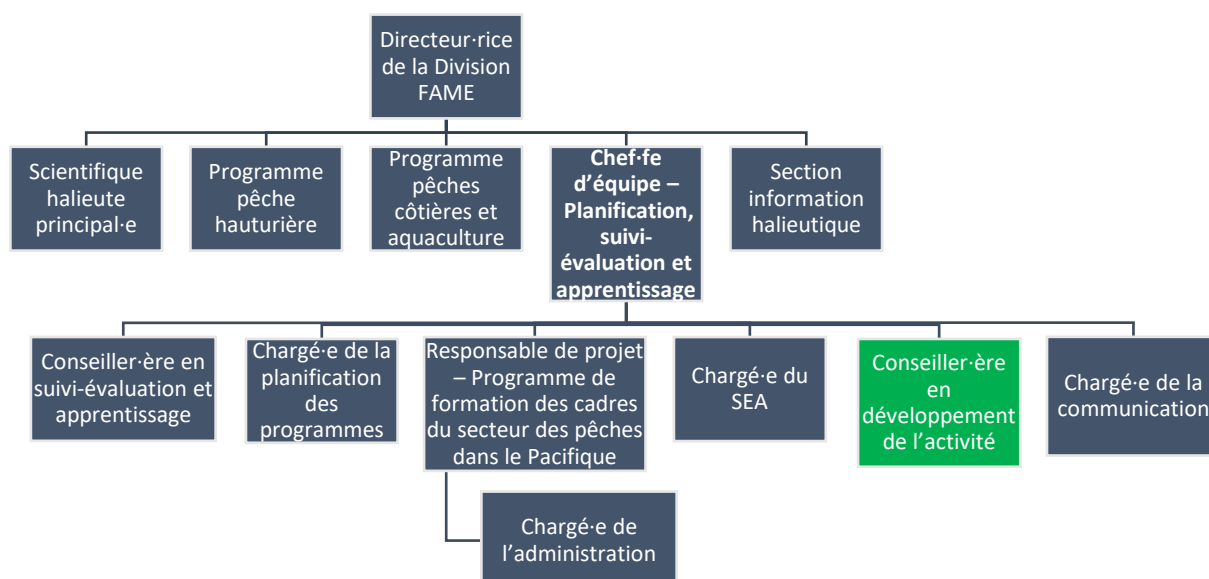 Directeur·rice
de la Division
FAME
Scientifique
halieute
principal·e
Programme
pêche
hauturière
Programme
pêches
côtières et
aquaculture
Chef·fe
d’équipe –
Planification,
suivi-
évaluation et
apprentissage
Section
information
halieutique
Conseiller·ère en
suivi-évaluation et
apprentissage
Chargé·e de la
planification
des
programmes
Responsable de projet
– Programme de
formation des cadres
du secteur des pêches
dans le Pacifique
Chargé·e du
SEA
Conseiller·ère
en
développement
de l’activité
Chargé·e de la
communication
Chargé·e de
l’administration